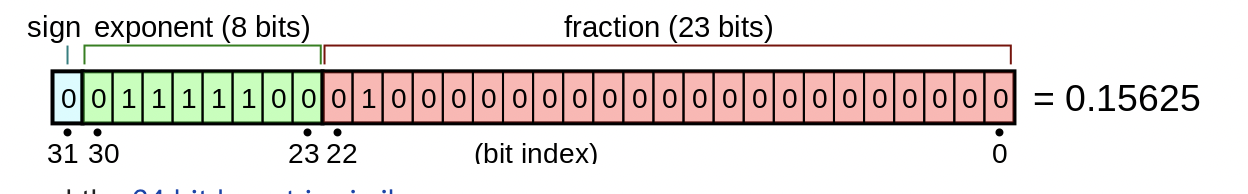 sign exponent (8 bits) fraction (23 bits)
0 0 1 1 1 1 1 0 0 0 1 0 0 0 0 0 0 0 0 0 0 0 0 0 0 0 0 0 0 0 0 0 = 0.15625
31 30 23 22 (bit index) 0